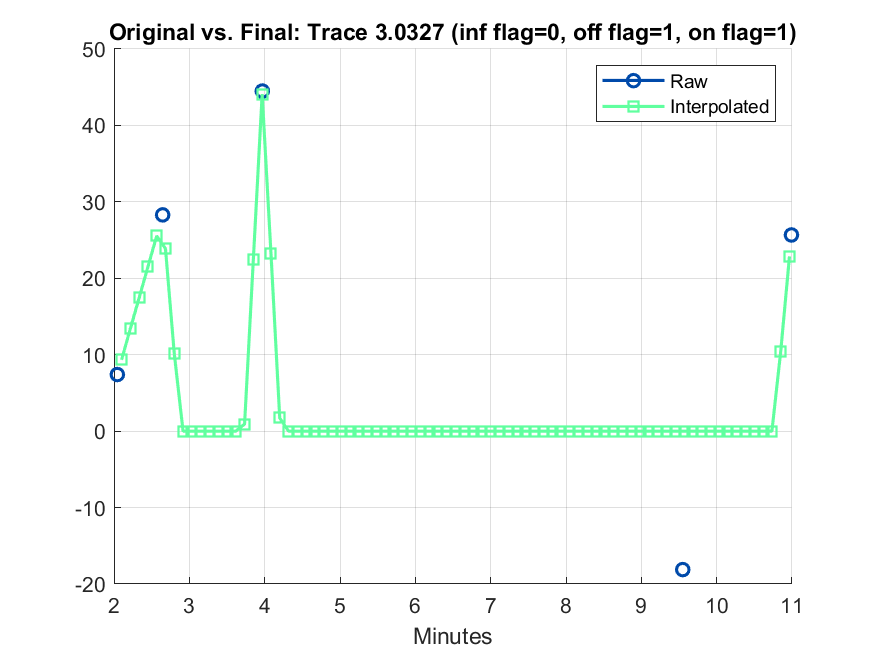 Original vs. Final: Trace 3.0327 (inf flag=0, off flag=1, on flag=1)
50
40
30
20
10
0
-10
-20
Raw
Interpolated
2 3 4 5 6 7 8 9 10 11
Minutes